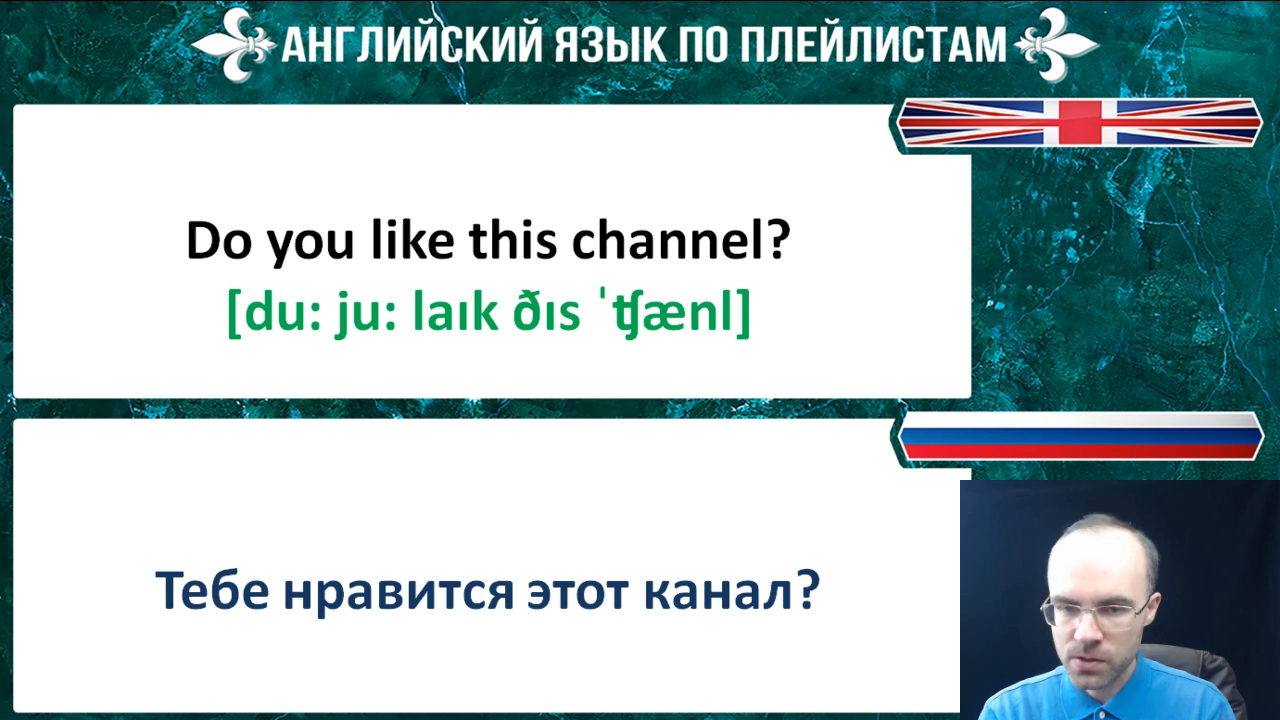 АНГЛИЙСКИЙ ЯЗЫК ПО ПЛЕЙЛИСТАМ
Do you like this channel?
[du: ju: laɪk ðɪs ˈʧænl]
Тебе нравится этот канал?